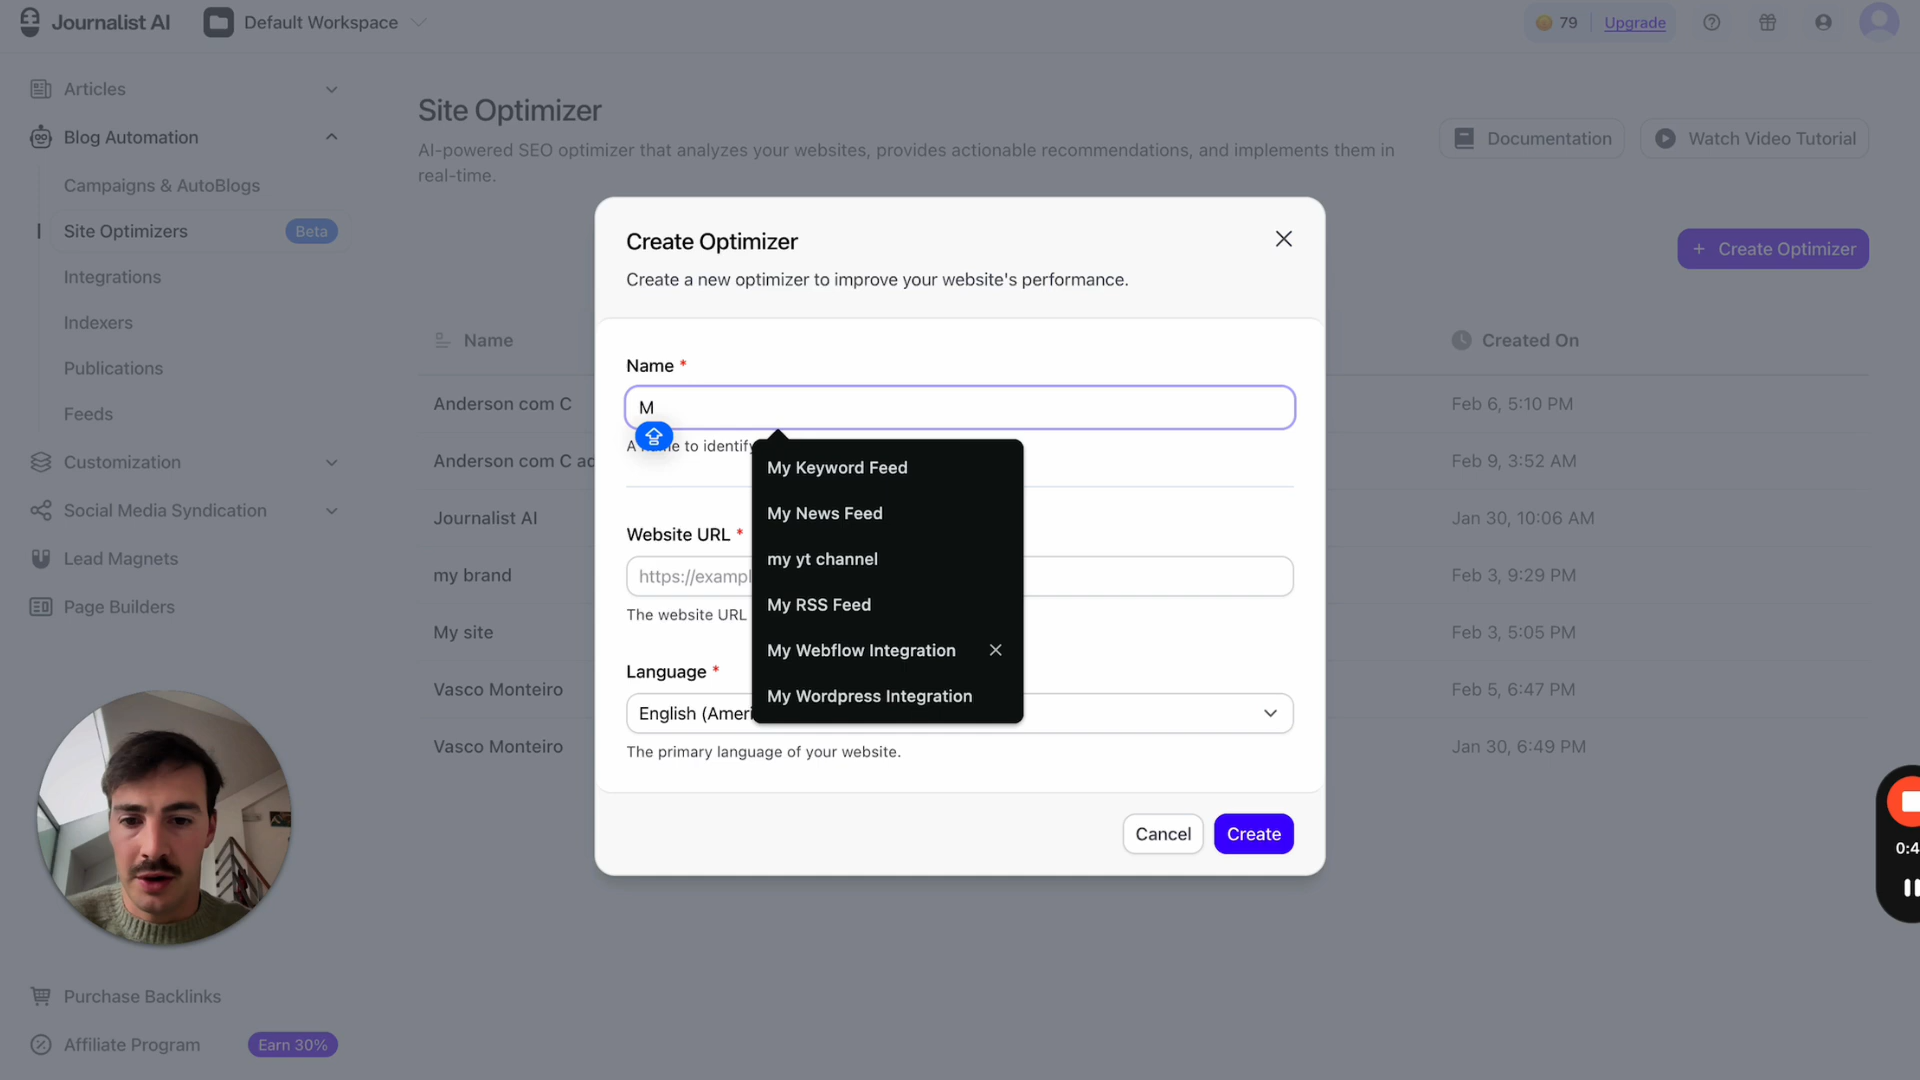 Journalist AI
Default Workspace
79
Upgrade
Articles
Blog Automation
Campaigns & AutoBlogs
Site Optimizers
Beta
Integrations
Indexers
Publications
Feeds
Customization
Social Media Syndication
Lead Magnets
Page Builders
Purchase Backlinks
Affiliate Program
Earn 30%
Site Optimizer
AI-powered SEO optimizer that analyzes your websites, provides actionable recommendations, and implements them in
real-time.
Documentation
Watch Video Tutorial
+ Create Optimizer
Name
Created On
Anderson com C
Feb 6, 5:10 PM
Anderson com C ac
Feb 9, 3:52 AM
Journalist AI
Jan 30, 10:06 AM
my brand
Feb 3, 9:29 PM
My site
Feb 3, 5:05 PM
Vasco Monteiro
Feb 5, 6:47 PM
Vasco Monteiro
Jan 30, 6:49 PM
Create Optimizer
Create a new optimizer to improve your website's performance.
Name *
M
A to identify
My Keyword Feed
My News Feed
my yt channel
My RSS Feed
My Webflow Integration
My Wordpress Integration
Website URL *
https://exampl
The website URL
Language *
English (Ameri
The primary language of your website.
Cancel
Create
0:4